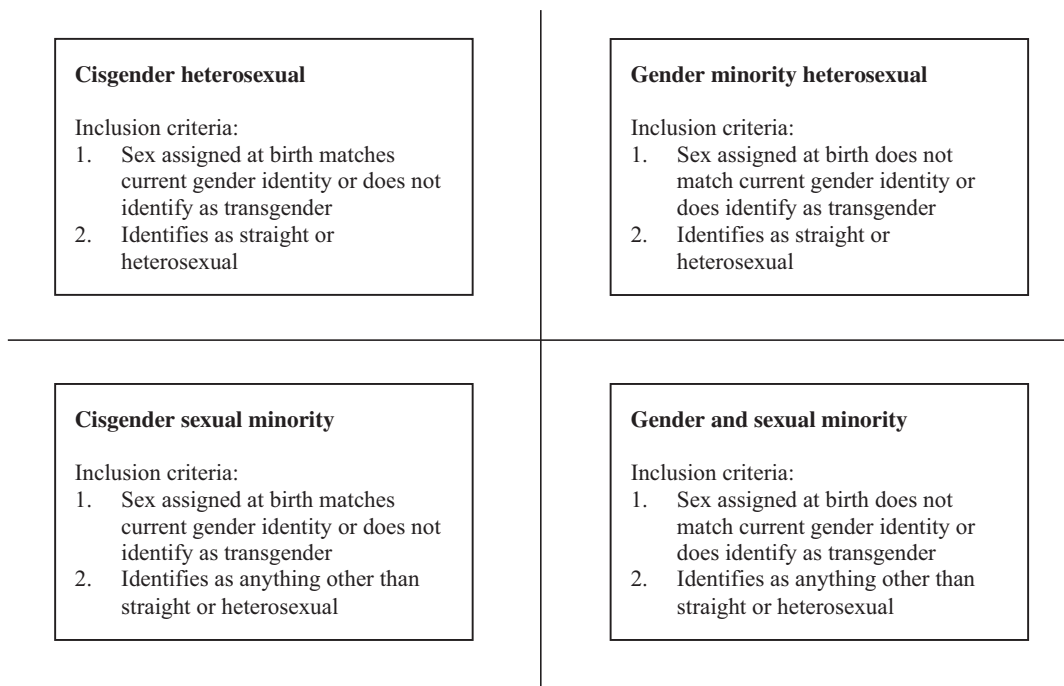 Cisgender heterosexual
Inclusion criteria:
1. Sex assigned at birth matches
current gender identity or does not
identify as transgender
2. Identifies as straight or
heterosexual
Gender minority heterosexual
Inclusion criteria:
1. Sex assigned at birth does not
match current gender identity or
does identify as transgender
2. Identifies as straight or
heterosexual
Cisgender sexual minority
Inclusion criteria:
1. Sex assigned at birth matches
current gender identity or does not
identify as transgender
2. Identifies as anything other than
straight or heterosexual
Gender and sexual minority
Inclusion criteria:
1. Sex assigned at birth does not
match current gender identity or
does identify as transgender
2. Identifies as anything other than
straight or heterosexual